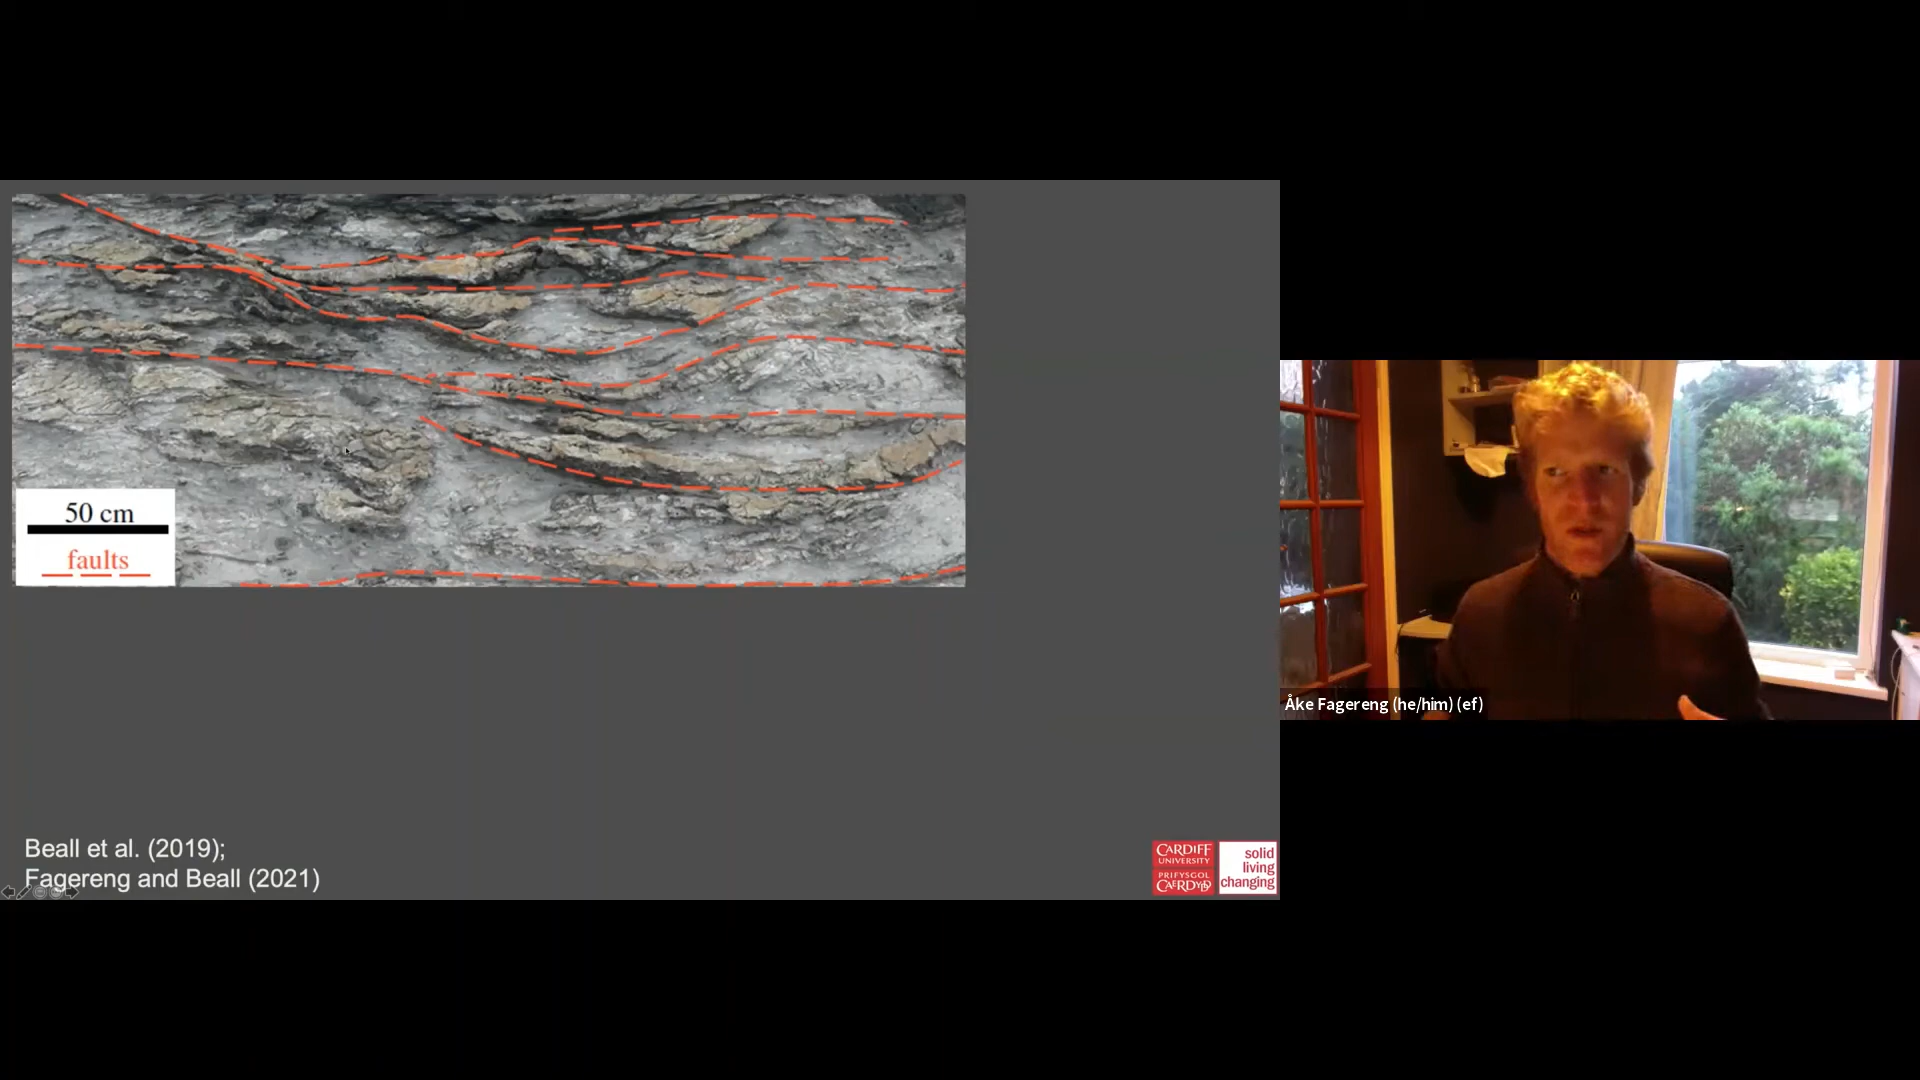 50 cm
faults
Beall et al. (2019);
Fagereng and Beall (2021)
CARDIFF
UNIVERSITY
PRIFYSGOL
CAERDYDD
solid
living
changing
Åke Fagereng (he/him) (ef)